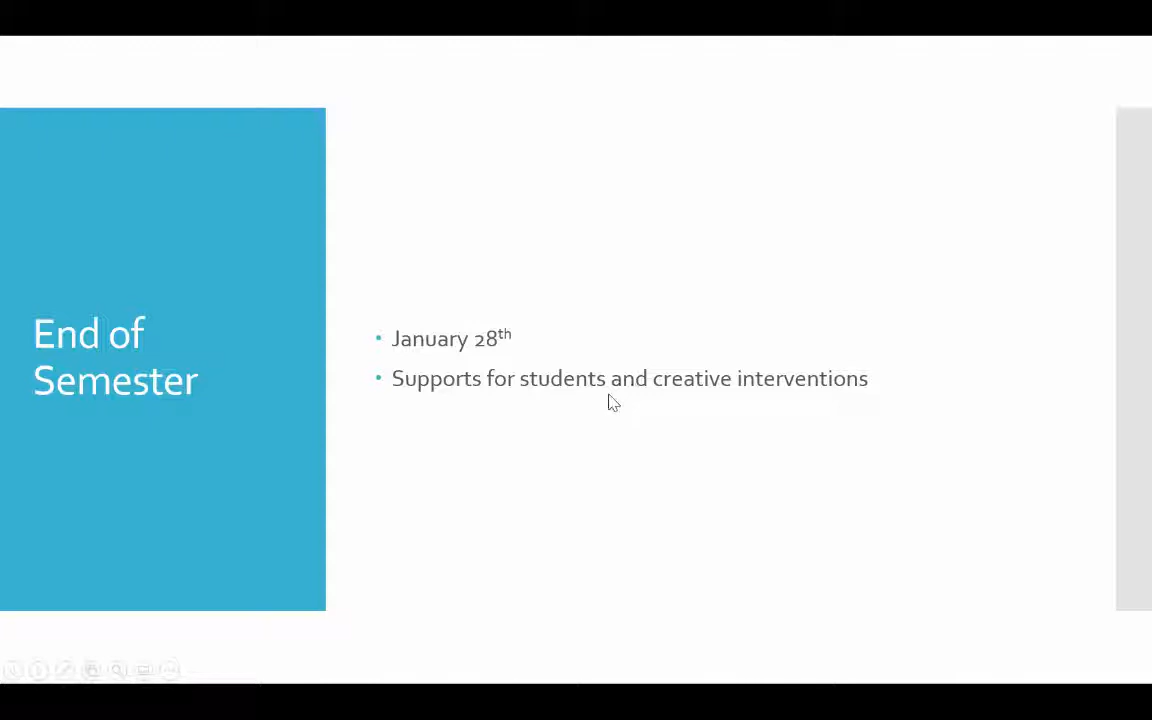 End of
Semester
• January 28th
• Supports for students and creative interventions